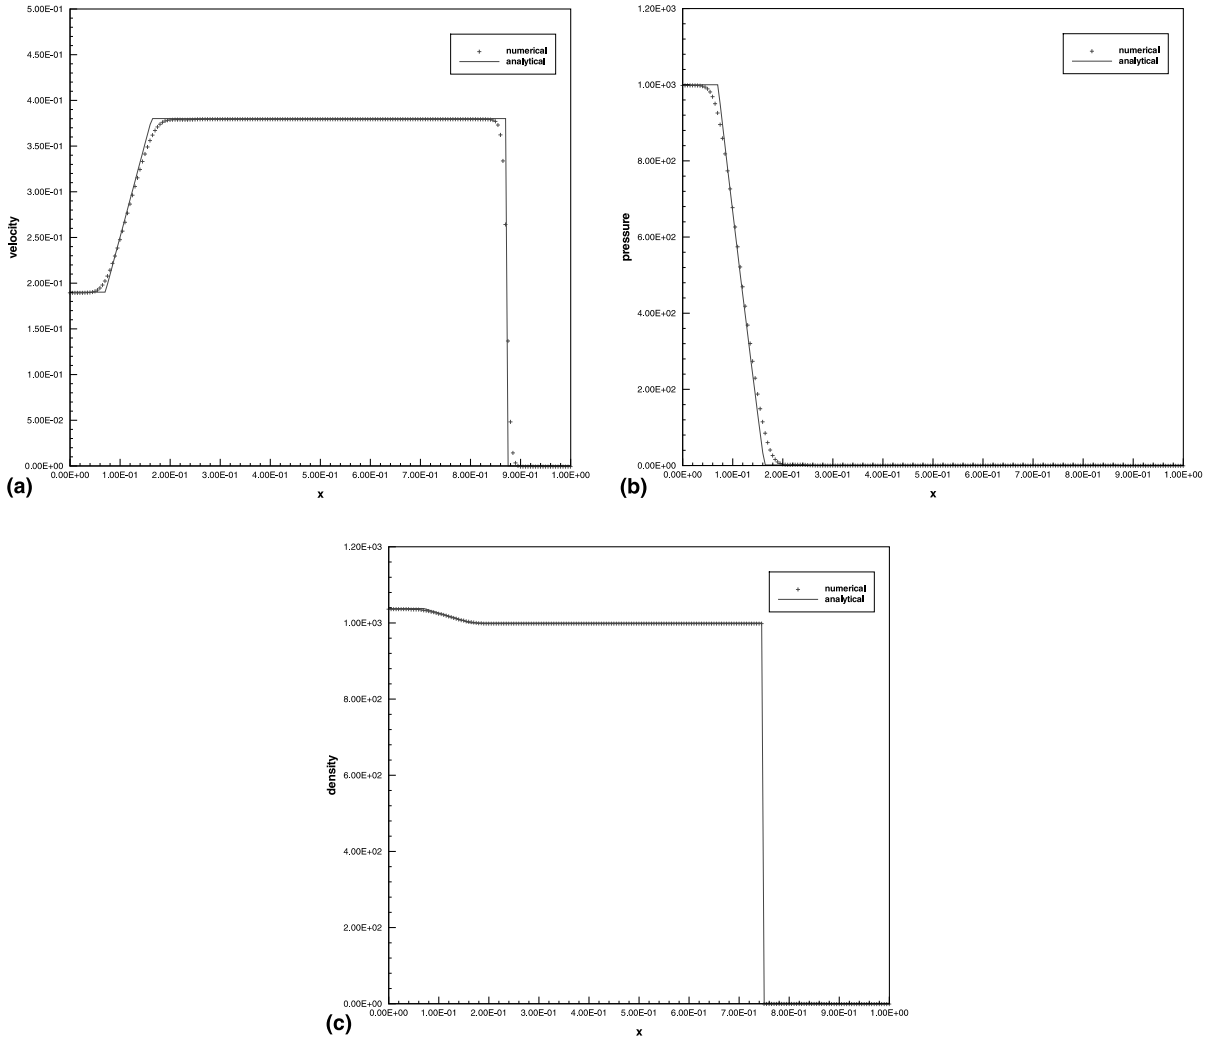 5.00E-01
4.50E-01
4.00E-01
3.50E-01
3.00E-01
2.50E-01
2.00E-01
1.50E-01
1.00E-01
5.00E-02
0.00E+00
velocity
numerical
analytical
0.00E+00 1.00E-01 2.00E-01 3.00E-01 4.00E-01 5.00E-01 6.00E-01 7.00E-01 8.00E-01 9.00E-01 1.00E+00
x
(a)
1.20E+03
1.00E+03
8.00E+02
6.00E+02
4.00E+02
2.00E+02
0.00E+00
pressure
numerical
analytical
0.00E+00 1.00E-01 2.00E-01 3.00E-01 4.00E-01 5.00E-01 6.00E-01 7.00E-01 8.00E-01 9.00E-01 1.00E+00
x
(b)
1.20E+03
1.00E+03
8.00E+02
6.00E+02
4.00E+02
2.00E+02
0.00E+00
density
numerical
analytical
0.00E+00 1.00E-01 2.00E-01 3.00E-01 4.00E-01 5.00E-01 6.00E-01 7.00E-01 8.00E-01 9.00E-01 1.00E+00
x
(c)